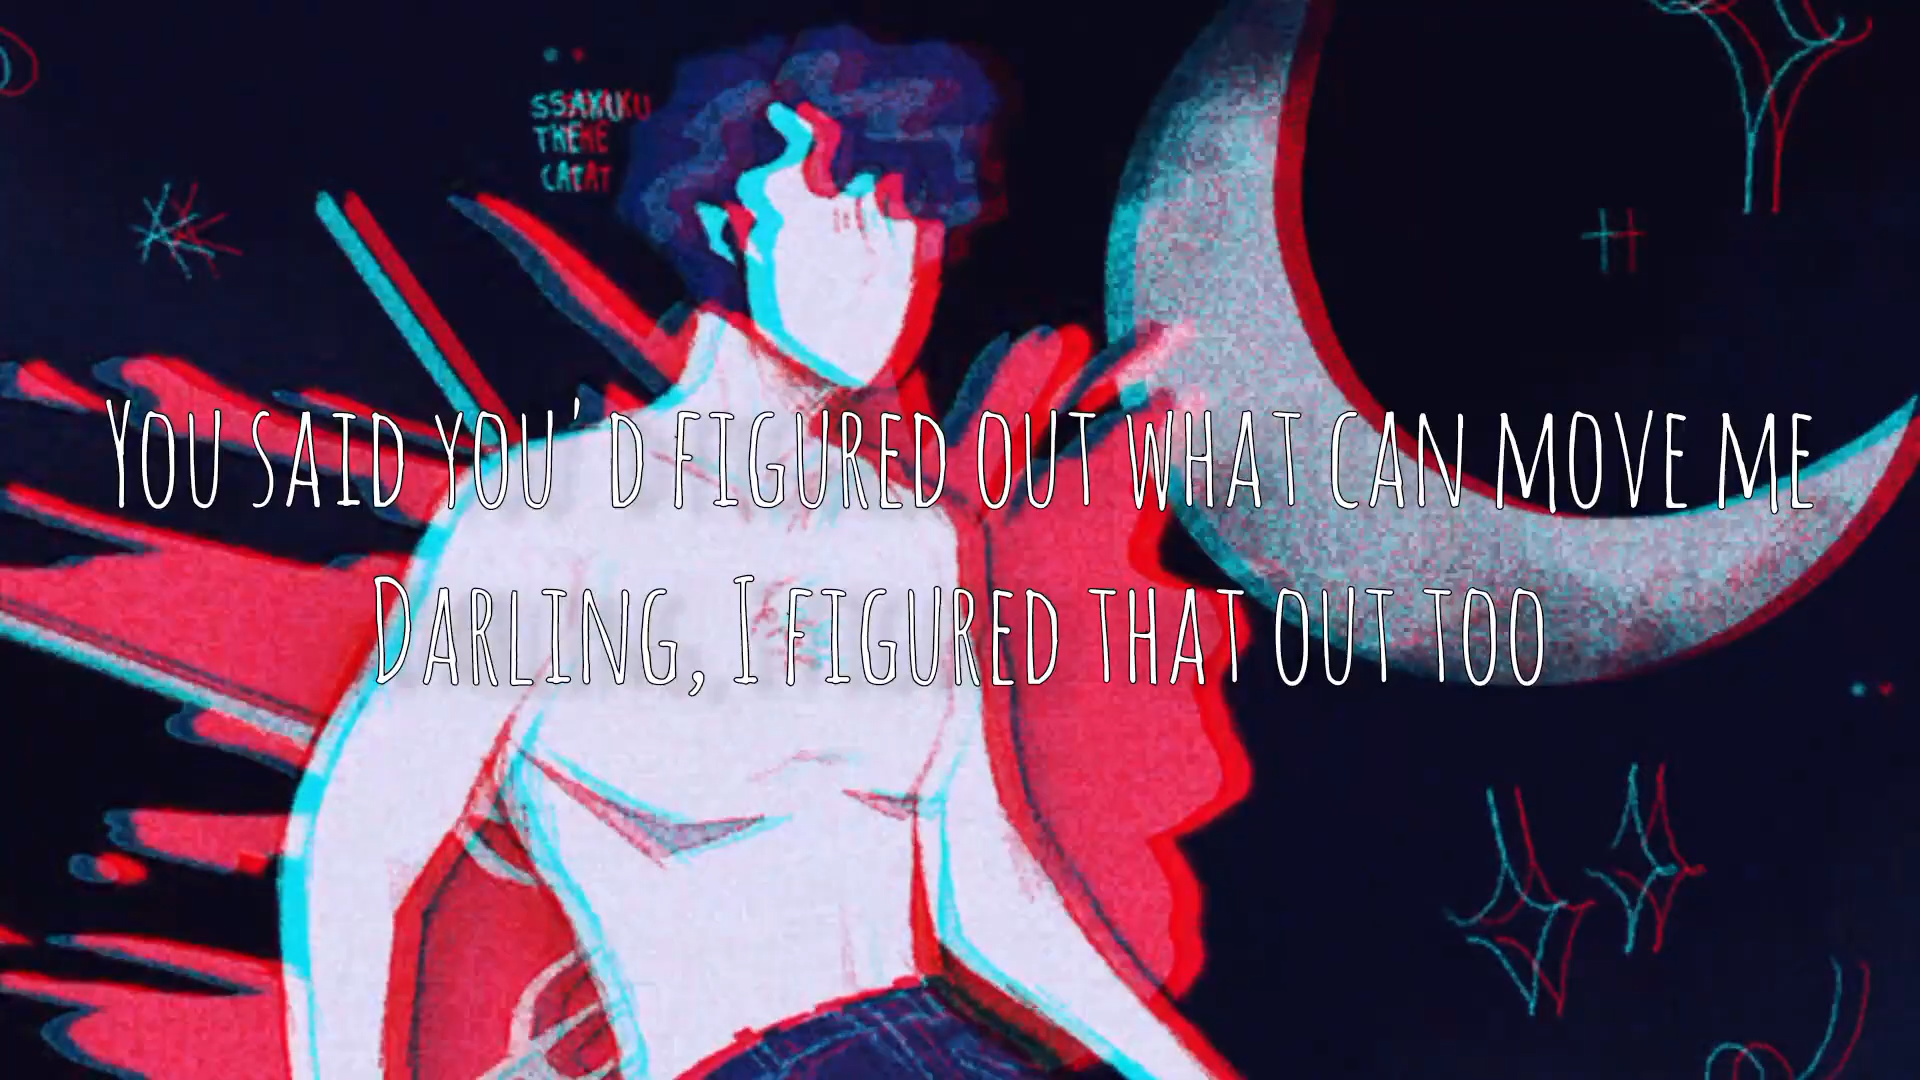 You said you'd figured out what can move me
Darling, I figured that out too